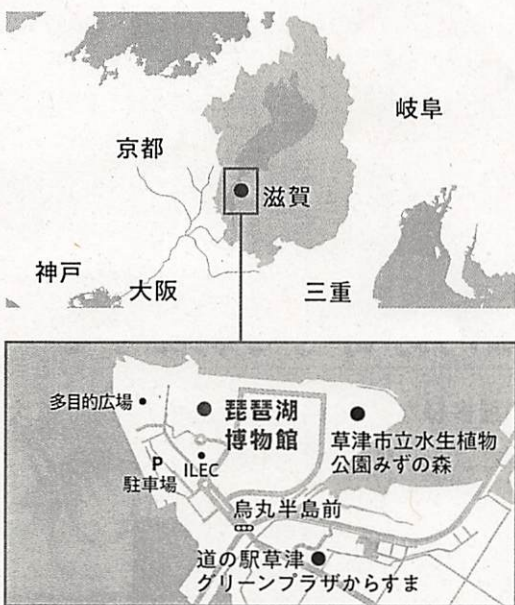 岐阜
京都
滋賀
神戸
大阪
三重
多目的広場
琵琶湖
博物館
草津市立水生植物
公園みずの森
P
駐車場
ILEC
烏丸半島前
道の駅草津
グリーンプラザからすま